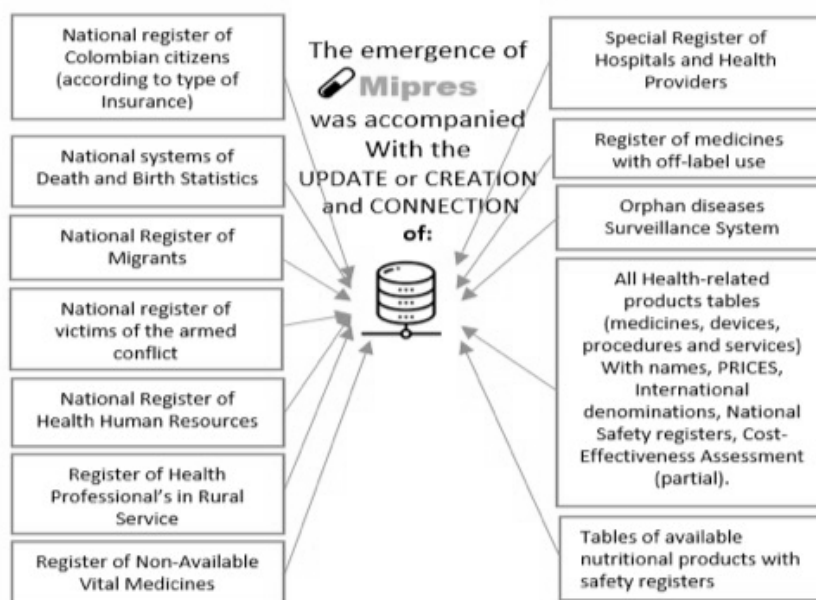 National register of
Colombian citizens
(according to type of
Insurance)
National systems of
Death and Birth Statistics
National Register of
Migrants
National register of
victims of the armed
conflict
National Register of
Health Human Resources
Register of Health
Professional's in Rural
Service
Register of Non-Available
Vital Medicines
The emergence of
Mipres
was accompanied
With the
UPDATE or CREATION
and CONNECTION
of:
Special Register of
Hospitals and Health
Providers
Register of medicines
with off-label use
Orphan diseases
Surveillance System
All Health-related
products tables
(medicines, devices,
procedures and services)
With names, PRICES,
International
denominations, National
Safety registers, Cost-
Effectiveness Assessment
(partial).
Tables of available
nutritional products with
safety registers